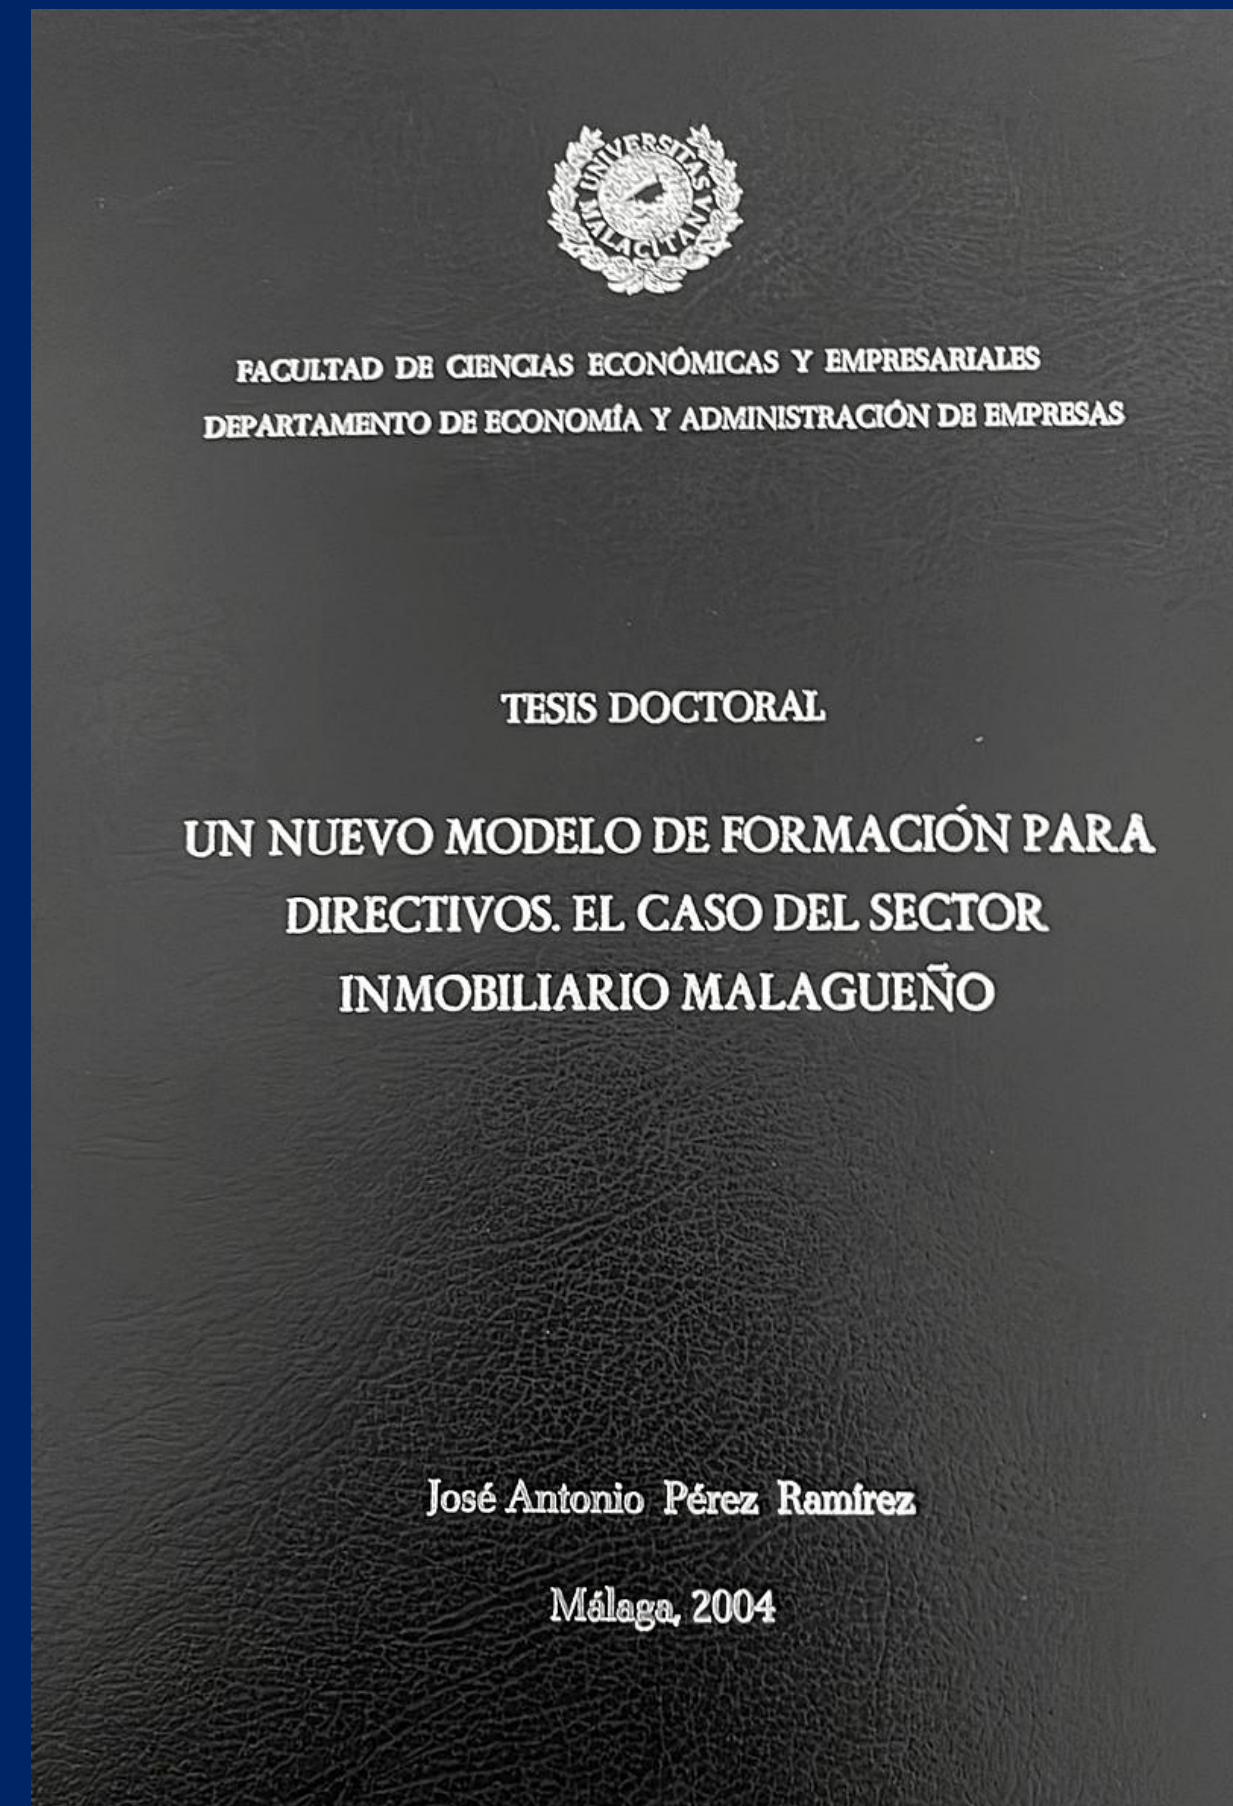 UNIVERSITAS
MALACITANA
FACULTAD DE CIENCIAS ECONÓMICAS Y EMPRESARIALES
DEPARTAMENTO DE ECONOMÍA Y ADMINISTRACIÓN DE EMPRESAS
TESIS DOCTORAL
UN NUEVO MODELO DE FORMACIÓN PARA
DIRECTIVOS. EL CASO DEL SECTOR
INMOBILIARIO MALAGUEÑO
José Antonio Pérez Ramírez
Málaga, 2004